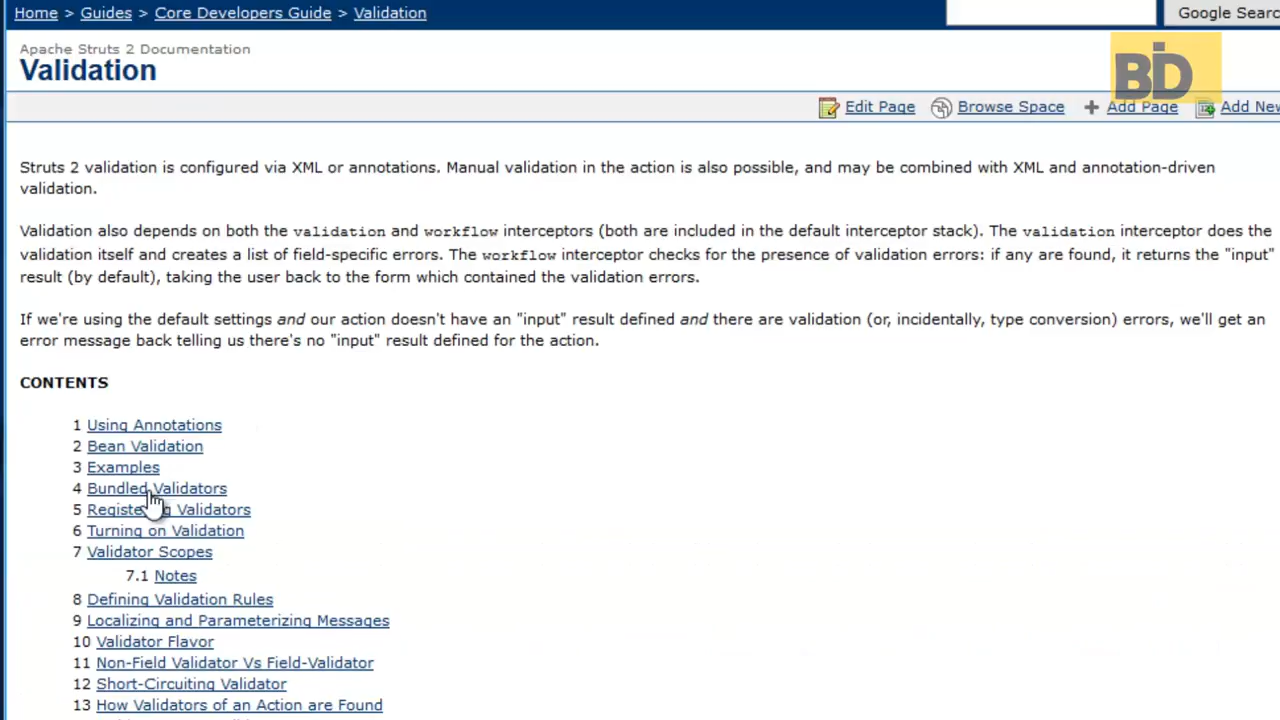 Home > Guides > Core Developers Guide > Validation
Google Searc
Apache Struts 2 Documentation
Validation
BID
Edit Page Browse Space Add Page Add New
Struts 2 validation is configured via XML or annotations. Manual validation in the action is also possible, and may be combined with XML and annotation-driven
validation.
Validation also depends on both the validation and workflow interceptors (both are included in the default interceptor stack). The validation interceptor does the
validation itself and creates a list of field-specific errors. The workflow interceptor checks for the presence of validation errors: if any are found, it returns the "input"
result (by default), taking the user back to the form which contained the validation errors.
If we're using the default settings and our action doesn't have an "input" result defined and there are validation (or, incidentally, type conversion) errors, we'll get an
error message back telling us there's no "input" result defined for the action.
CONTENTS
1 Using Annotations
2 Bean Validation
3 Examples
4 Bundled Validators
5 Registering Validators
6 Turning on Validation
7 Validator Scopes
7.1 Notes
8 Defining Validation Rules
9 Localizing and Parameterizing Messages
10 Validator Flavor
11 Non-Field Validator Vs Field-Validator
12 Short-Circuiting Validator
13 How Validators of an Action are Found